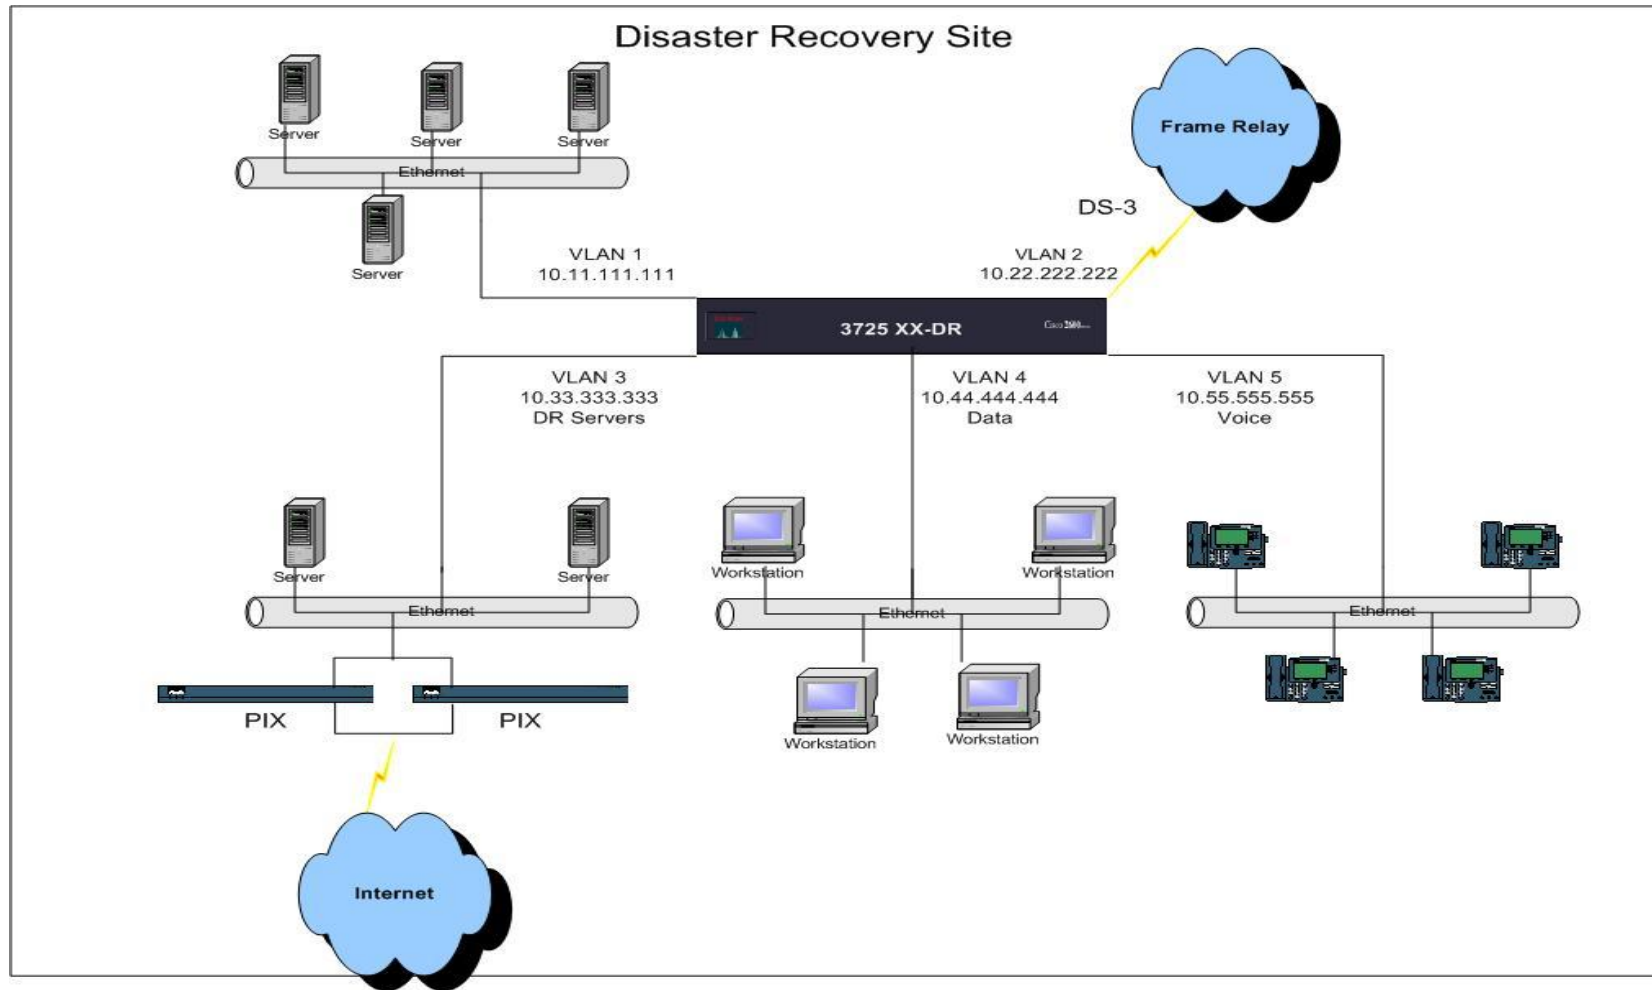 Disaster Recovery Site
Server
Server
Server
Ethernet
Server
Frame Relay
DS-3
VLAN 1
10.11.111.111
VLAN 2
10.22.222.222
3725 XX-DR
Cisco 2600
VLAN 3
10.33.333.333
DR Servers
VLAN 4
10.44.444.444
Data
VLAN 5
10.55.555.555
Voice
Server
Server
Ethernet
PIX
PIX
Internet
Workstation
Workstation
Ethernet
Workstation
Workstation
Ethernet